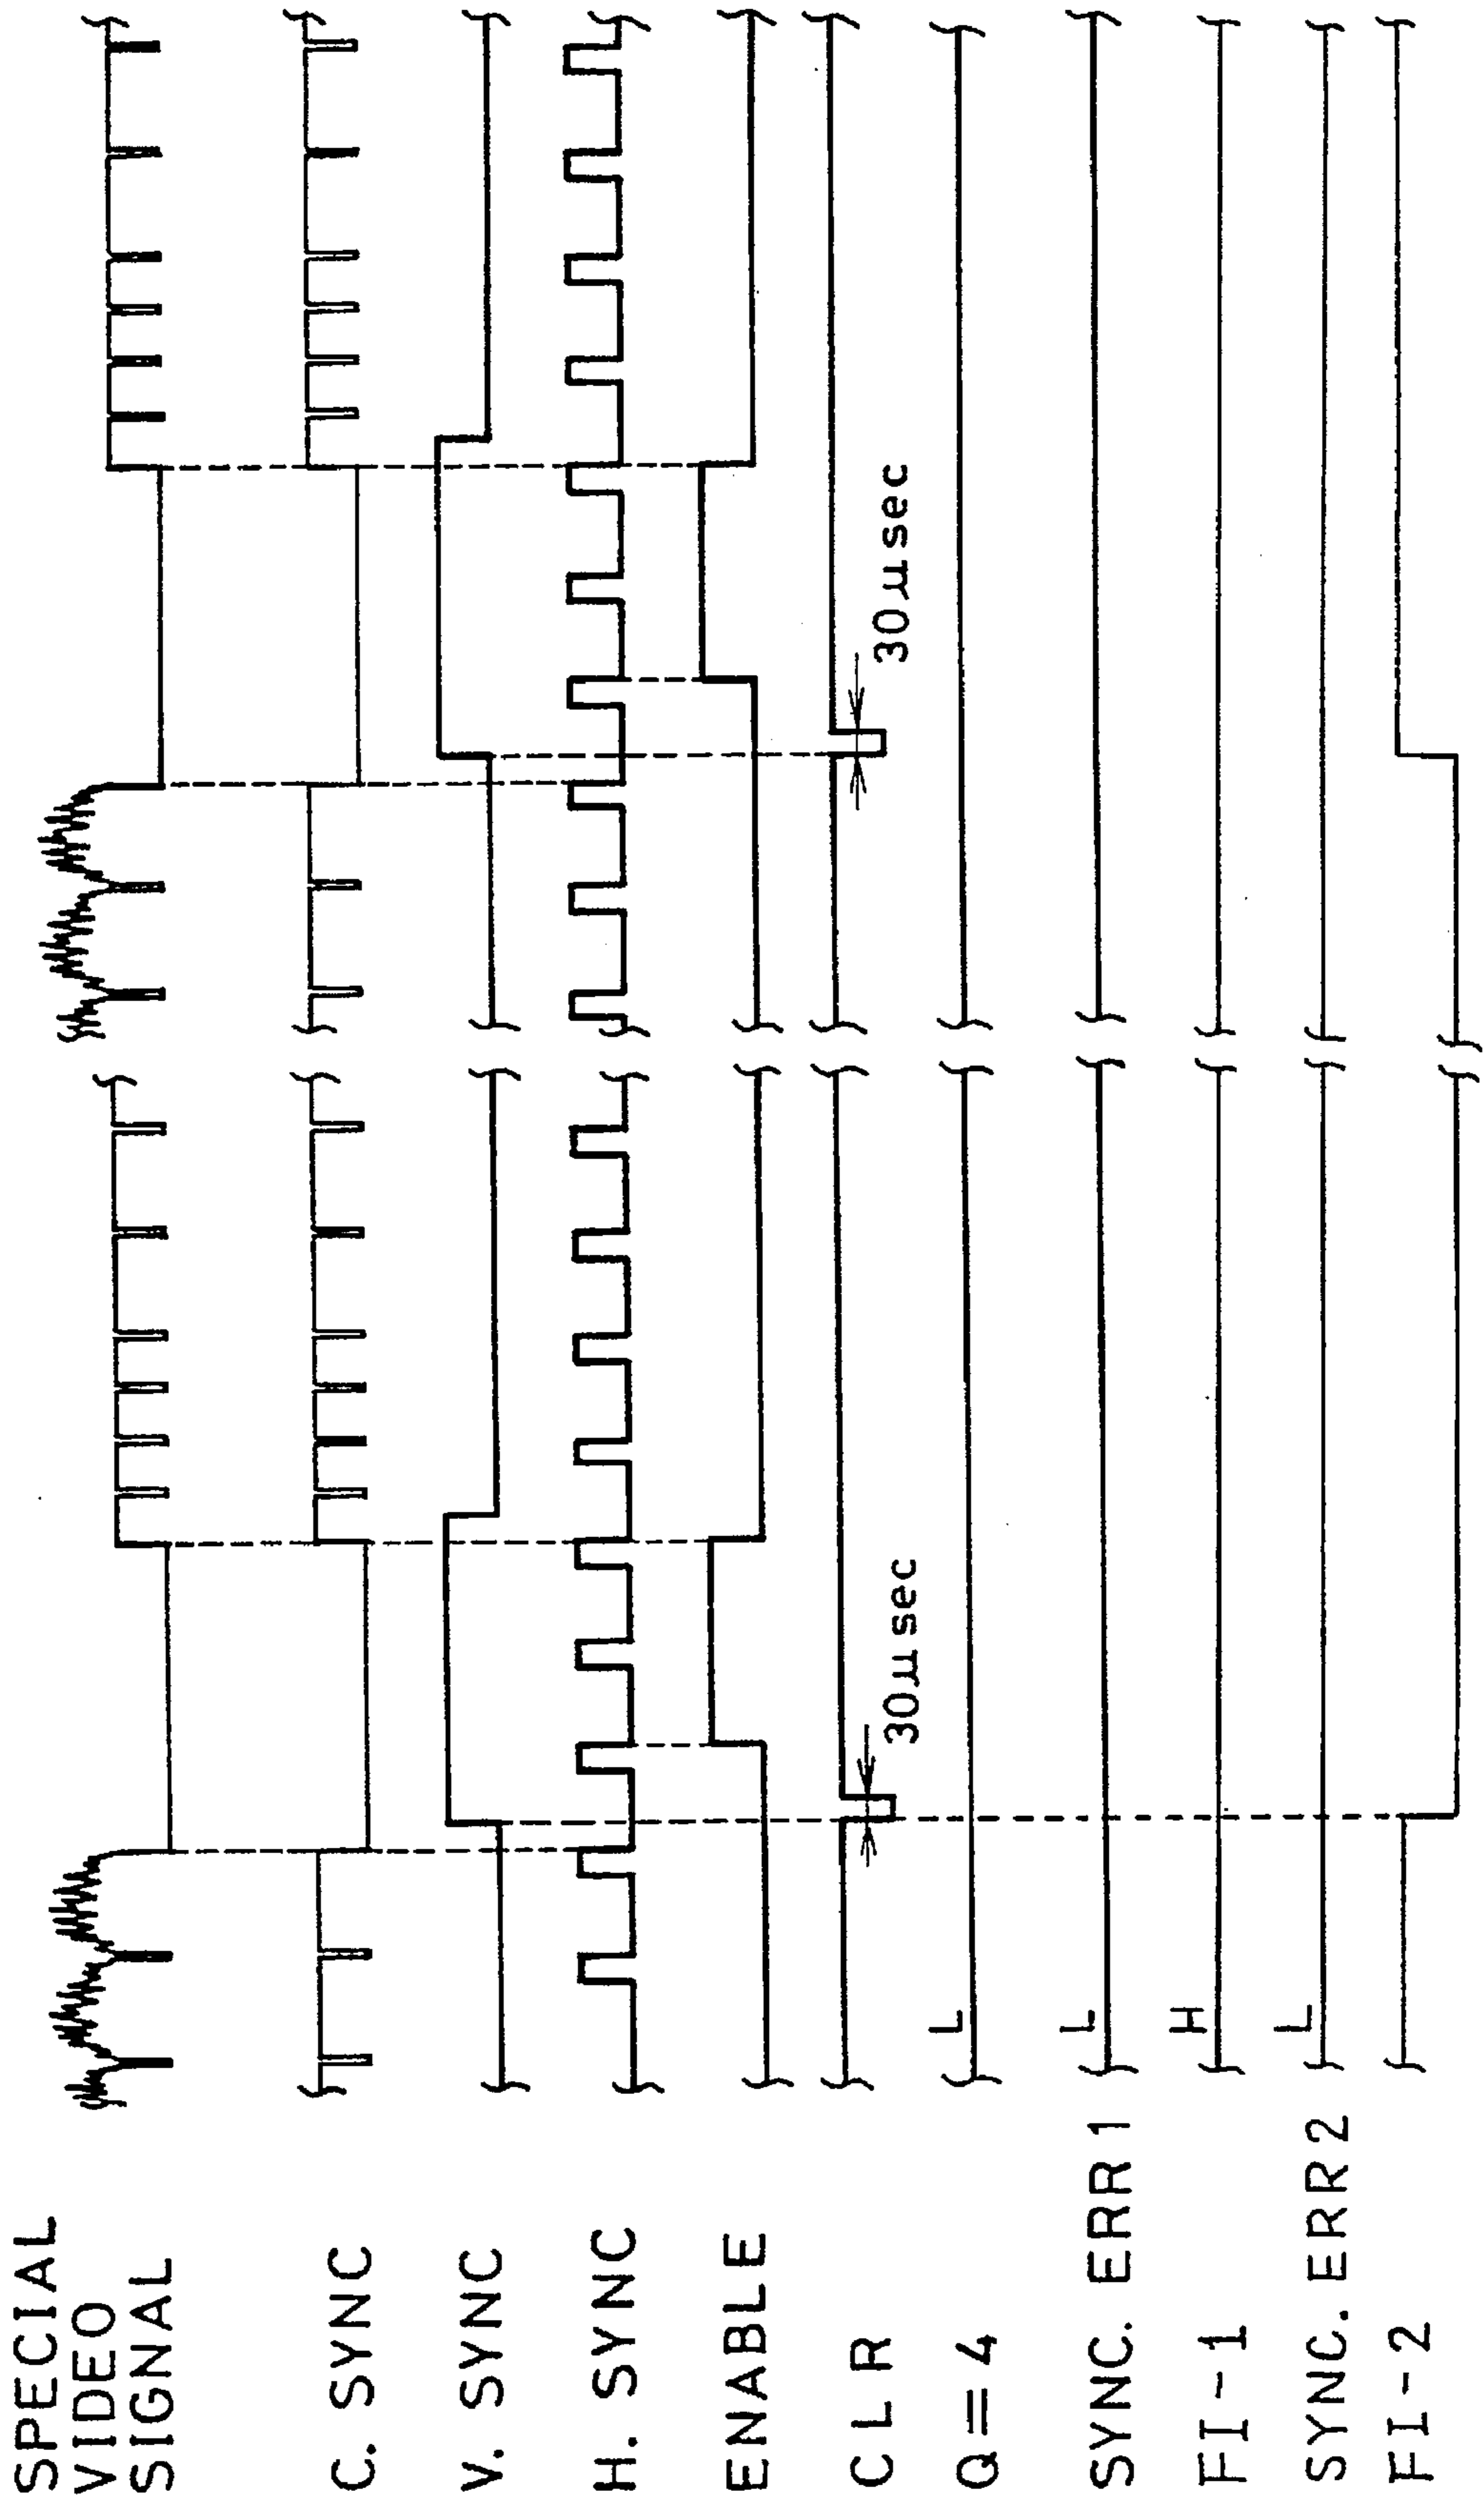 SPECIAL
VIDEO
SIGNAL
C. SYNC
V. SYNC
H. SYNC
ENABLE
CLR
30μsec
30μsec
Q=4
L
SYNC. ERR1
L
FI-1
H
SYNC. ERR2
L
FI-2